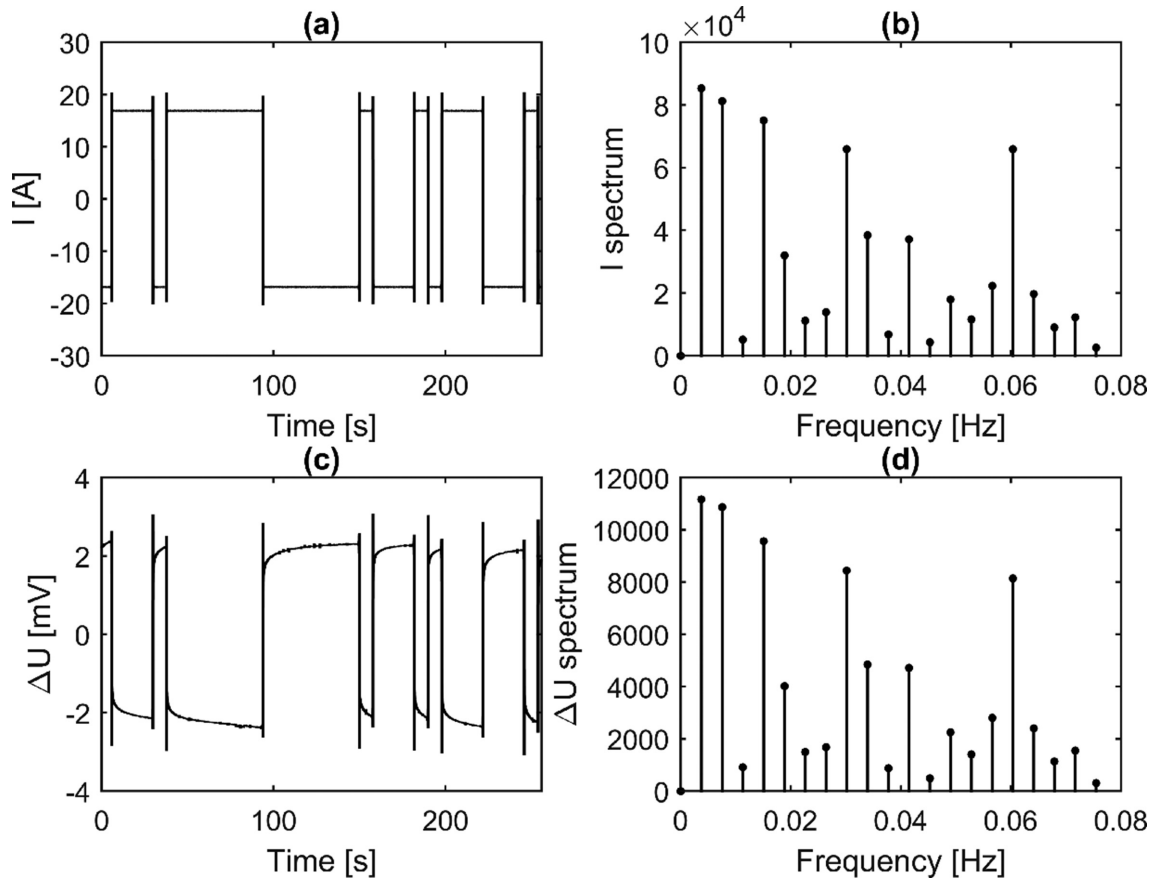 (a)
30
20
10
0
-10
-20
-30
I [A]
0 100 200
Time [s]
(b)
×10⁴
10
8
6
4
2
0
I spectrum
0 0.02 0.04 0.06 0.08
Frequency [Hz]
(c)
4
2
0
-2
-4
ΔU [mV]
0 100 200
Time [s]
(d)
12000
10000
8000
6000
4000
2000
0
ΔU spectrum
0 0.02 0.04 0.06 0.08
Frequency [Hz]